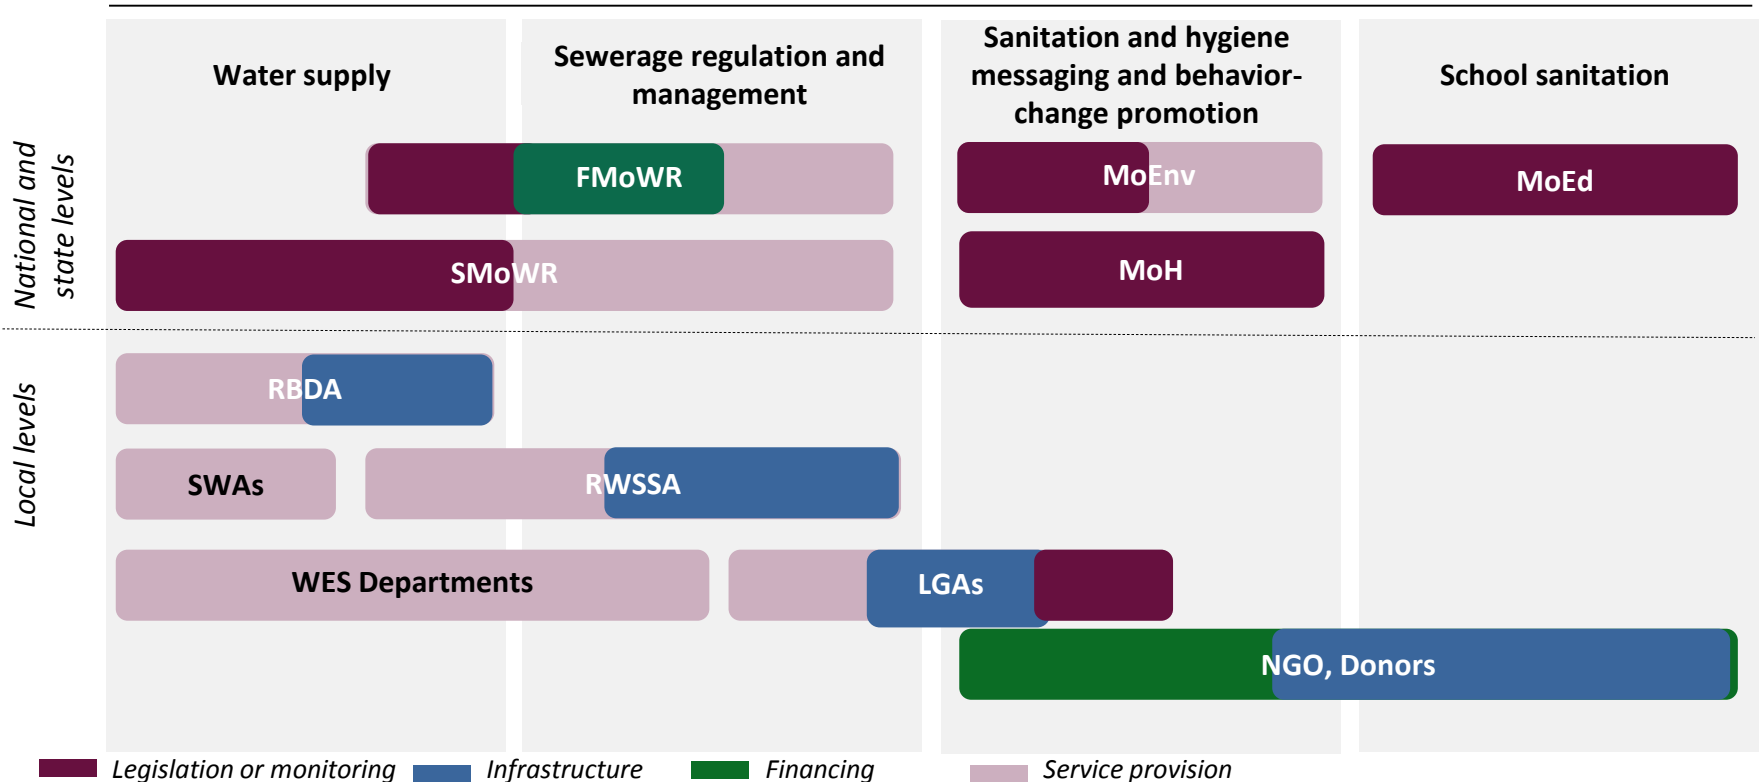 Water supply
Sewerage regulation and
management
Sanitation and hygiene
messaging and behavior-
change promotion
School sanitation
National and
state levels
FMoWR
MoEnv
MoEd
SMoWR
MoH
Local levels
RBDA
SWAs
RWSSA
WES Departments
LGAs
NGO, Donors
Legislation or monitoring
Infrastructure
Financing
Service provision